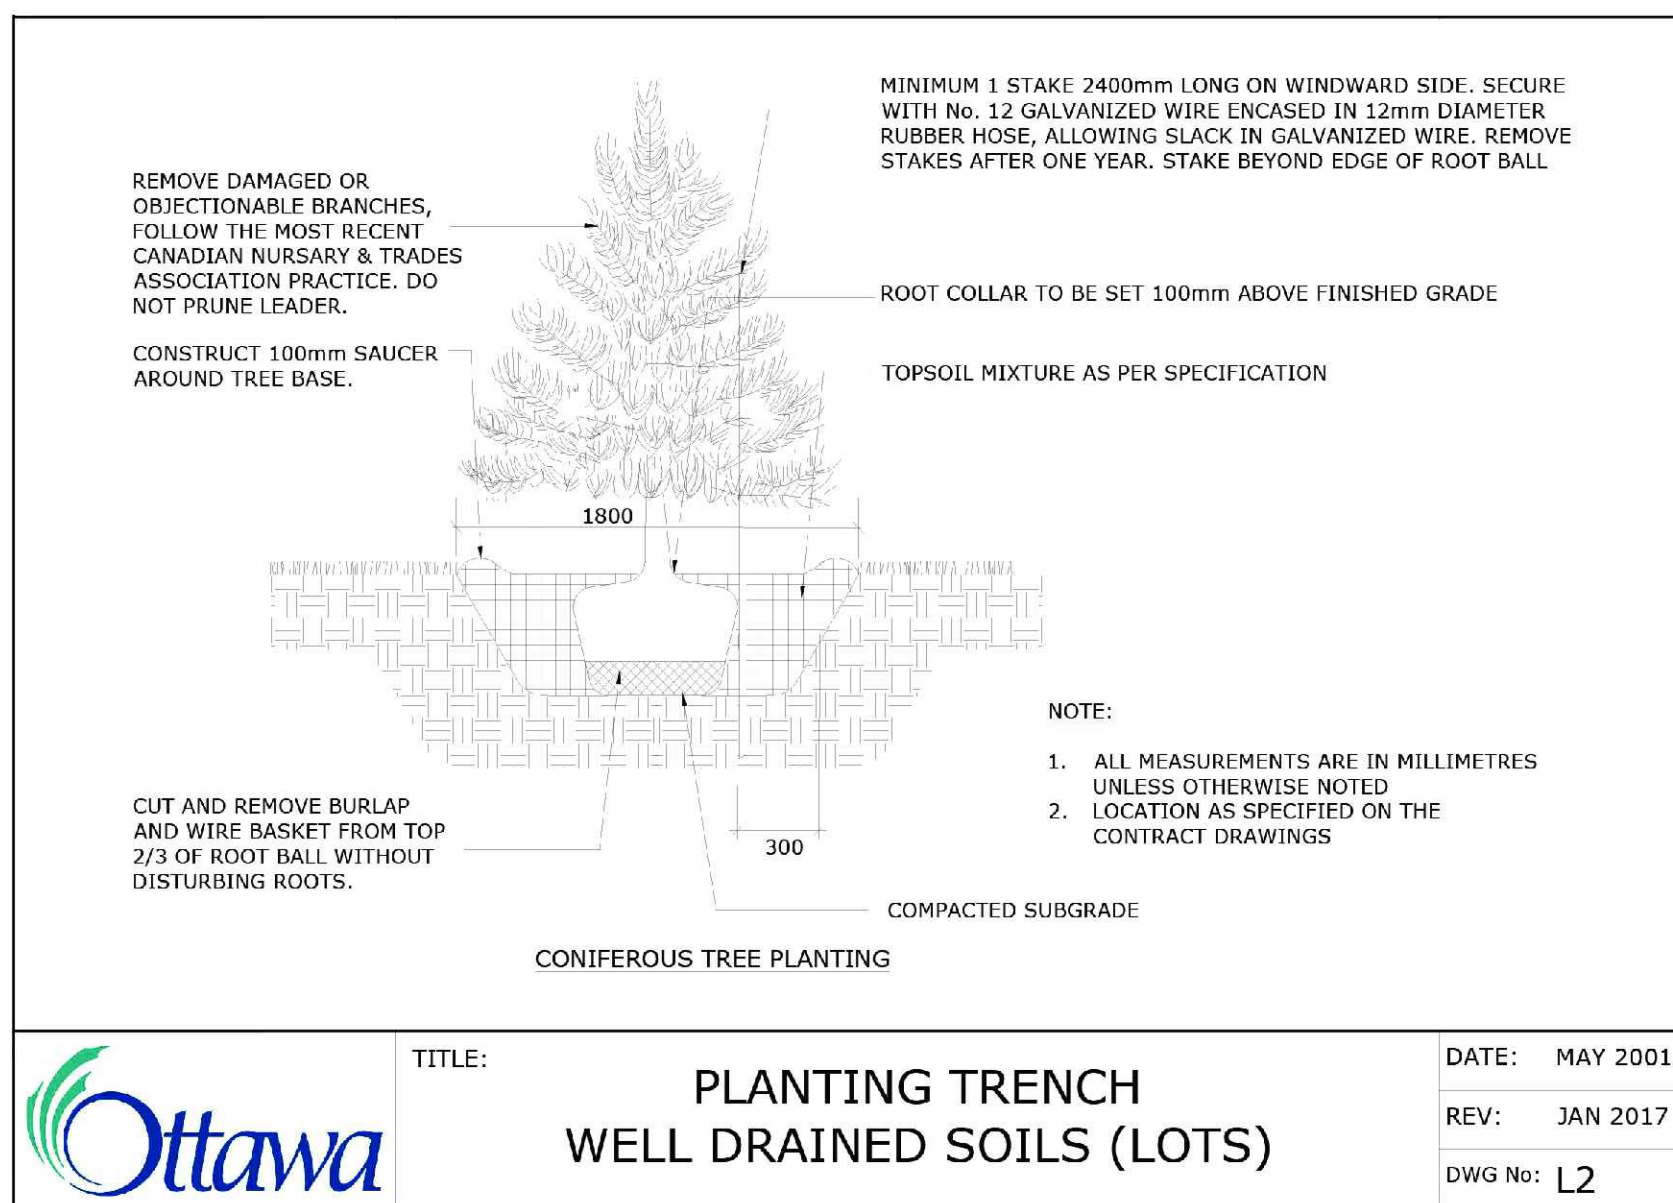 MINIMUM 1 STAKE 2400mm LONG ON WINDWARD SIDE. SECURE
WITH No. 12 GALVANIZED WIRE ENCASED IN 12mm DIAMETER
RUBBER HOSE, ALLOWING SLACK IN GALVANIZED WIRE. REMOVE
STAKES AFTER ONE YEAR. STAKE BEYOND EDGE OF ROOT BALL
REMOVE DAMAGED OR
OBJECTIONABLE BRANCHES,
FOLLOW THE MOST RECENT
CANADIAN NURSARY & TRADES
ASSOCIATION PRACTICE. DO
NOT PRUNE LEADER.
ROOT COLLAR TO BE SET 100mm ABOVE FINISHED GRADE
CONSTRUCT 100mm SAUCER
AROUND TREE BASE.
TOPSOIL MIXTURE AS PER SPECIFICATION
1800
NOTE:
1. ALL MEASUREMENTS ARE IN MILLIMETRES
UNLESS OTHERWISE NOTED
2. LOCATION AS SPECIFIED ON THE
CONTRACT DRAWINGS
CUT AND REMOVE BURLAP
AND WIRE BASKET FROM TOP
2/3 OF ROOT BALL WITHOUT
DISTURBING ROOTS.
300
COMPACTED SUBGRADE
CONIFEROUS TREE PLANTING
Ottawa
TITLE:
PLANTING TRENCH
WELL DRAINED SOILS (LOTS)
DATE: MAY 2001
REV: JAN 2017
DWG No: L2